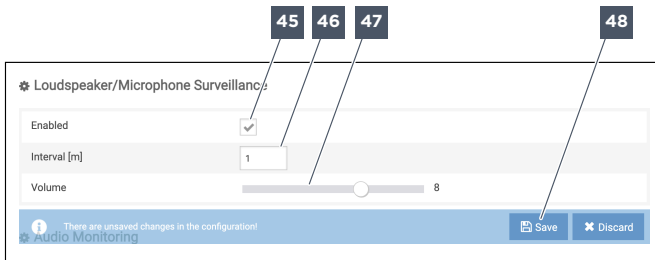 45 46 47 48
Loudspeaker/Microphone Surveillance
Enabled
Interval [m] 1
Volume 8
There are unsaved changes in the configuration! Save Discard
Audio Monitoring